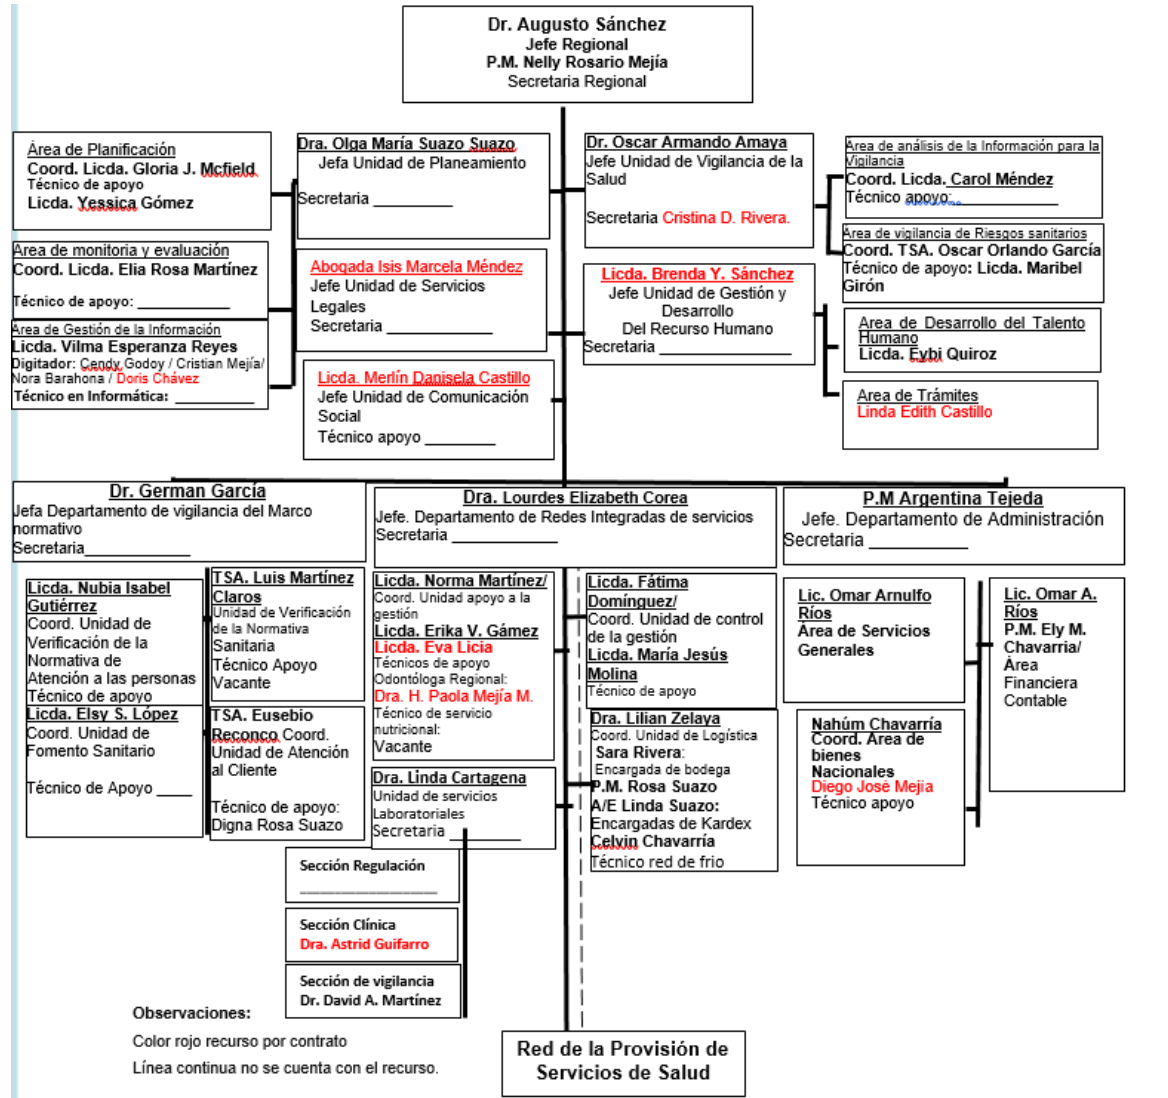 Dr. Augusto Sánchez
Jefe Regional
P.M. Nelly Rosario Mejía
Secretaria Regional
Área de Planificación
Coord. Licda. Gloria J. Mcfield
Técnico de apoyo
Licda. Yessica Gómez
Dra. Olga María Suazo Suazo
Jefa Unidad de Planeamiento
Secretaria _________
Dr. Oscar Armando Amaya
Jefe Unidad de Vigilancia de la
Salud
Secretaria Cristina D. Rivera.
Área de análisis de la Información para la
Vigilancia
Coord. Licda. Carol Méndez
Técnico apoyo:____________
Area de vigilancia de Riesgos sanitarios
Coord. TSA. Oscar Orlando García
Técnico de apoyo: Licda. Maribel
Girón
Area de monitoria y evaluación
Coord. Licda. Elia Rosa Martínez
Técnico de apoyo: ____________
Area de Gestión de la Información
Licda. Vilma Esperanza Reyes
Digitador: Cendy Godoy / Cristian Mejía/
Nora Barahona / Doris Chávez
Técnico en Informática: ____________
Abogada Isis Marcela Méndez
Jefe Unidad de Servicios
Legales
Secretaria ____________
Licda. Merlín Danisela Castillo
Jefe Unidad de Comunicación
Social
Técnico apoyo ________
Licda. Brenda Y. Sánchez
Jefe Unidad de Gestión y
Desarrollo
Del Recurso Humano
Secretaria _______________
Area de Desarrollo del Talento
Humano
Licda. Eybi Quiroz
Area de Trámites
Linda Edith Castillo
Dr. German García
Jefa Departamento de vigilancia del Marco
normativo
Secretaria____________
Dra. Lourdes Elizabeth Corea
Jefe. Departamento de Redes Integradas de servicios
Secretaria ____________
P.M Argentina Tejeda
Jefe. Departamento de Administración
Secretaria ___________
Licda. Nubia Isabel
Gutiérrez
Coord. Unidad de
Verificación de la
Normativa de
Atención a las personas
Técnico de apoyo
Licda. Elsy S. López
Coord. Unidad de
Fomento Sanitario
Técnico de Apoyo ____
TSA. Luis Martínez
Claros
Unidad de Verificación
de la Normativa
Sanitaria
Técnico Apoyo
Vacante
TSA. Eusebio
Reconco Coord.
Unidad de Atención
al Cliente
Técnico de apoyo:
Digna Rosa Suazo
Licda. Norma Martínez/
Coord. Unidad apoyo a la
gestión
Licda. Erika V. Gámez
Licda. Eva Licia
Técnicos de apoyo
Odontóloga Regional:
Dra. H. Paola Mejía M.
Técnico de servicio
nutricional:
Vacante
Dra. Linda Cartagena
Unidad de servicios
Laboratoriales
Secretaria ___________
Licda. Fátima
Domínguez/
Coord. Unidad de control
de la gestión
Licda. María Jesús
Molina
Técnico de apoyo
Dra. Lilian Zelaya
Coord. Unidad de Logística
Sara Rivera:
Encargada de bodega
P.M. Rosa Suazo
A/E Linda Suazo:
Encargadas de Kardex
Celvin Chavarría
Técnico red de frio
Lic. Omar Arnulfo
Ríos
Área de Servicios
Generales
Lic. Omar A.
Ríos
P.M. Ely M.
Chavarria/
Área
Financiera
Contable
Nahúm Chavarría
Coord. Area de
bienes
Nacionales
Diego José Mejía
Técnico apoyo
Sección Regulación
____________________
Sección Clínica
Dra. Astrid Guifarro
Sección de vigilancia
Dr. David A. Martínez
Observaciones:
Color rojo recurso por contrato
Línea continua no se cuenta con el recurso.
Red de la Provisión de
Servicios de Salud